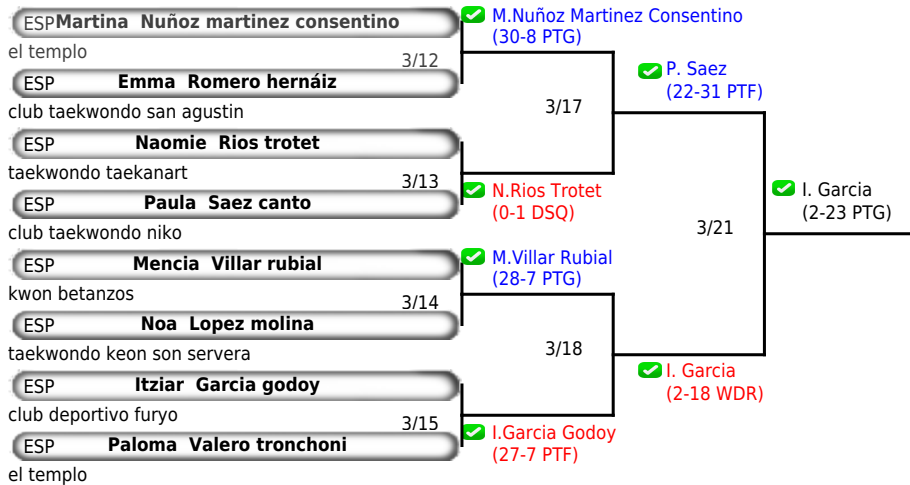 ESP Martina Nuñoz martinez consentino
el templo
3/12
ESP Emma Romero hernáiz
club taekwondo san agustin
ESP Naomie Rios trotet
taekwondo taekanart
3/13
ESP Paula Saez canto
club taekwondo niko
ESP Mencia Villar rubial
kwon betanzos
3/14
ESP Noa Lopez molina
taekwondo keon son servera
ESP Itziar Garcia godoy
club deportivo furyo
3/15
ESP Paloma Valero tronchoni
el templo
M.Nuñoz Martinez Consentino
(30-8 PTG)
3/17
N.Rios Trotet
(0-1 DSQ)
M.Villar Rubial
(28-7 PTG)
3/18
I.Garcia Godoy
(27-7 PTF)
P. Saez
(22-31 PTF)
3/21
I. Garcia
(2-18 WDR)
I. Garcia
(2-23 PTG)